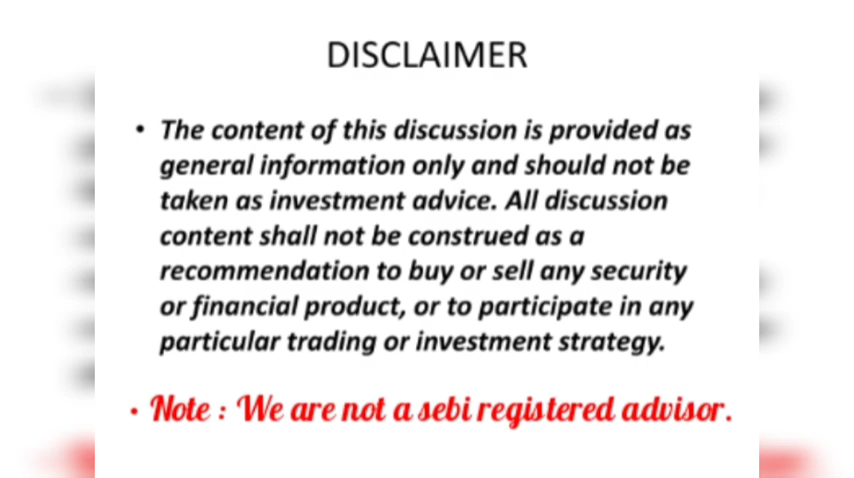 DISCLAIMER
• The content of this discussion is provided as
general information only and should not be
taken as investment advice. All discussion
content shall not be construed as a
recommendation to buy or sell any security
or financial product, or to participate in any
particular trading or investment strategy.
• Note : We are not a sebi registered advisor.